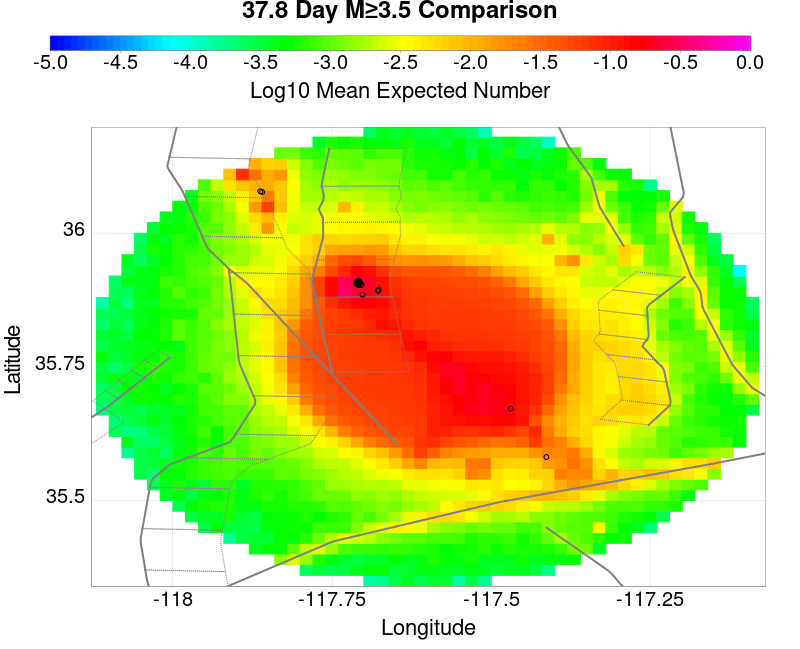 37.8 Day M≥3.5 Comparison
-5.0 -4.5 -4.0 -3.5 -3.0 -2.5 -2.0 -1.5 -1.0 -0.5 0.0
Log10 Mean Expected Number
36
35.75
35.5
Latitude
-118 -117.75 -117.5 -117.25
Longitude